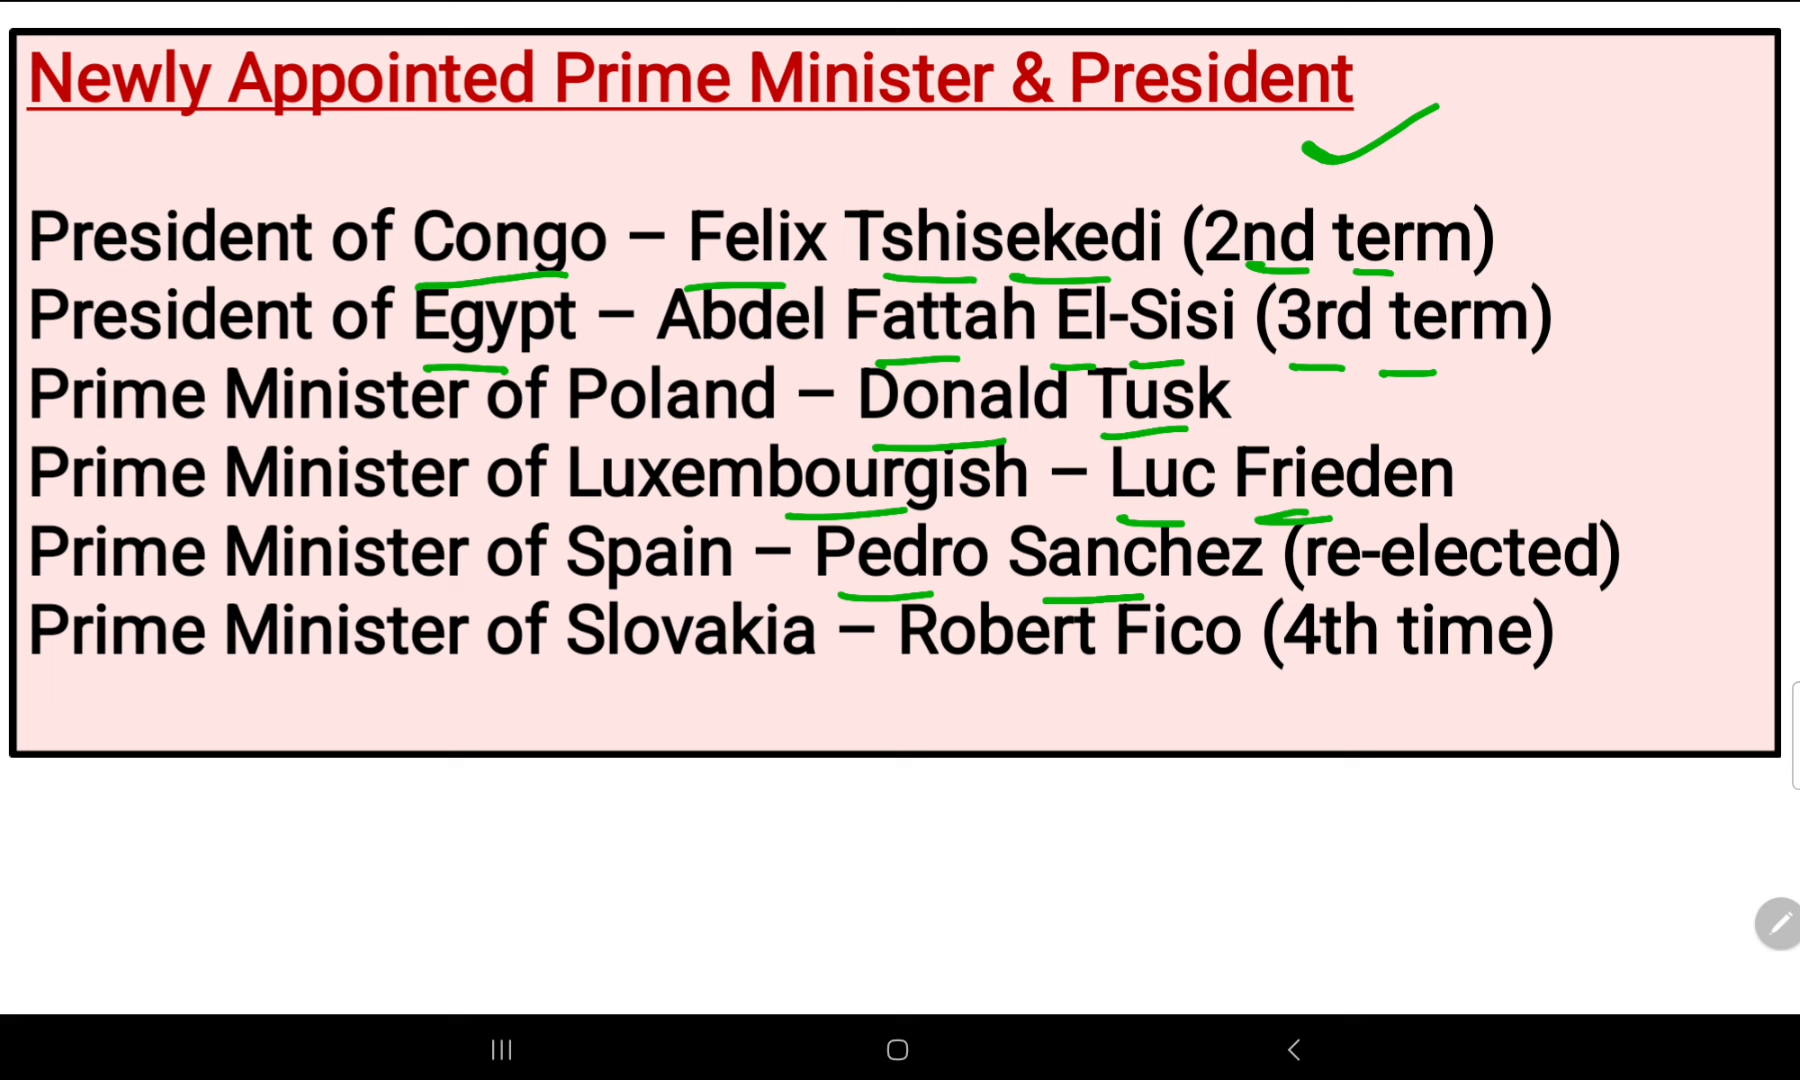 Newly Appointed Prime Minister & President
President of Congo – Felix Tshisekedi (2nd term)
President of Egypt – Abdel Fattah El-Sisi (3rd term)
Prime Minister of Poland – Donald Tusk
Prime Minister of Luxembourgish – Luc Frieden
Prime Minister of Spain – Pedro Sanchez (re-elected)
Prime Minister of Slovakia – Robert Fico (4th time)